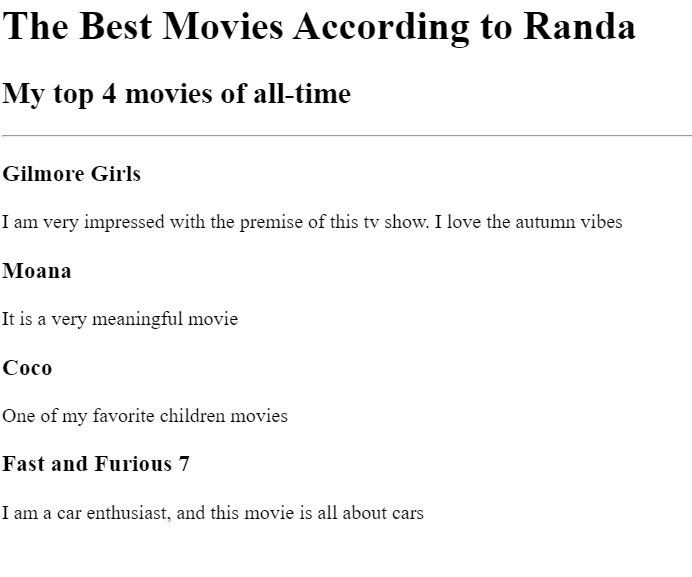 The Best Movies According to Randa
My top 4 movies of all-time
Gilmore Girls
I am very impressed with the premise of this tv show. I love the autumn vibes
Moana
It is a very meaningful movie
Coco
One of my favorite children movies
Fast and Furious 7
I am a car enthusiast, and this movie is all about cars